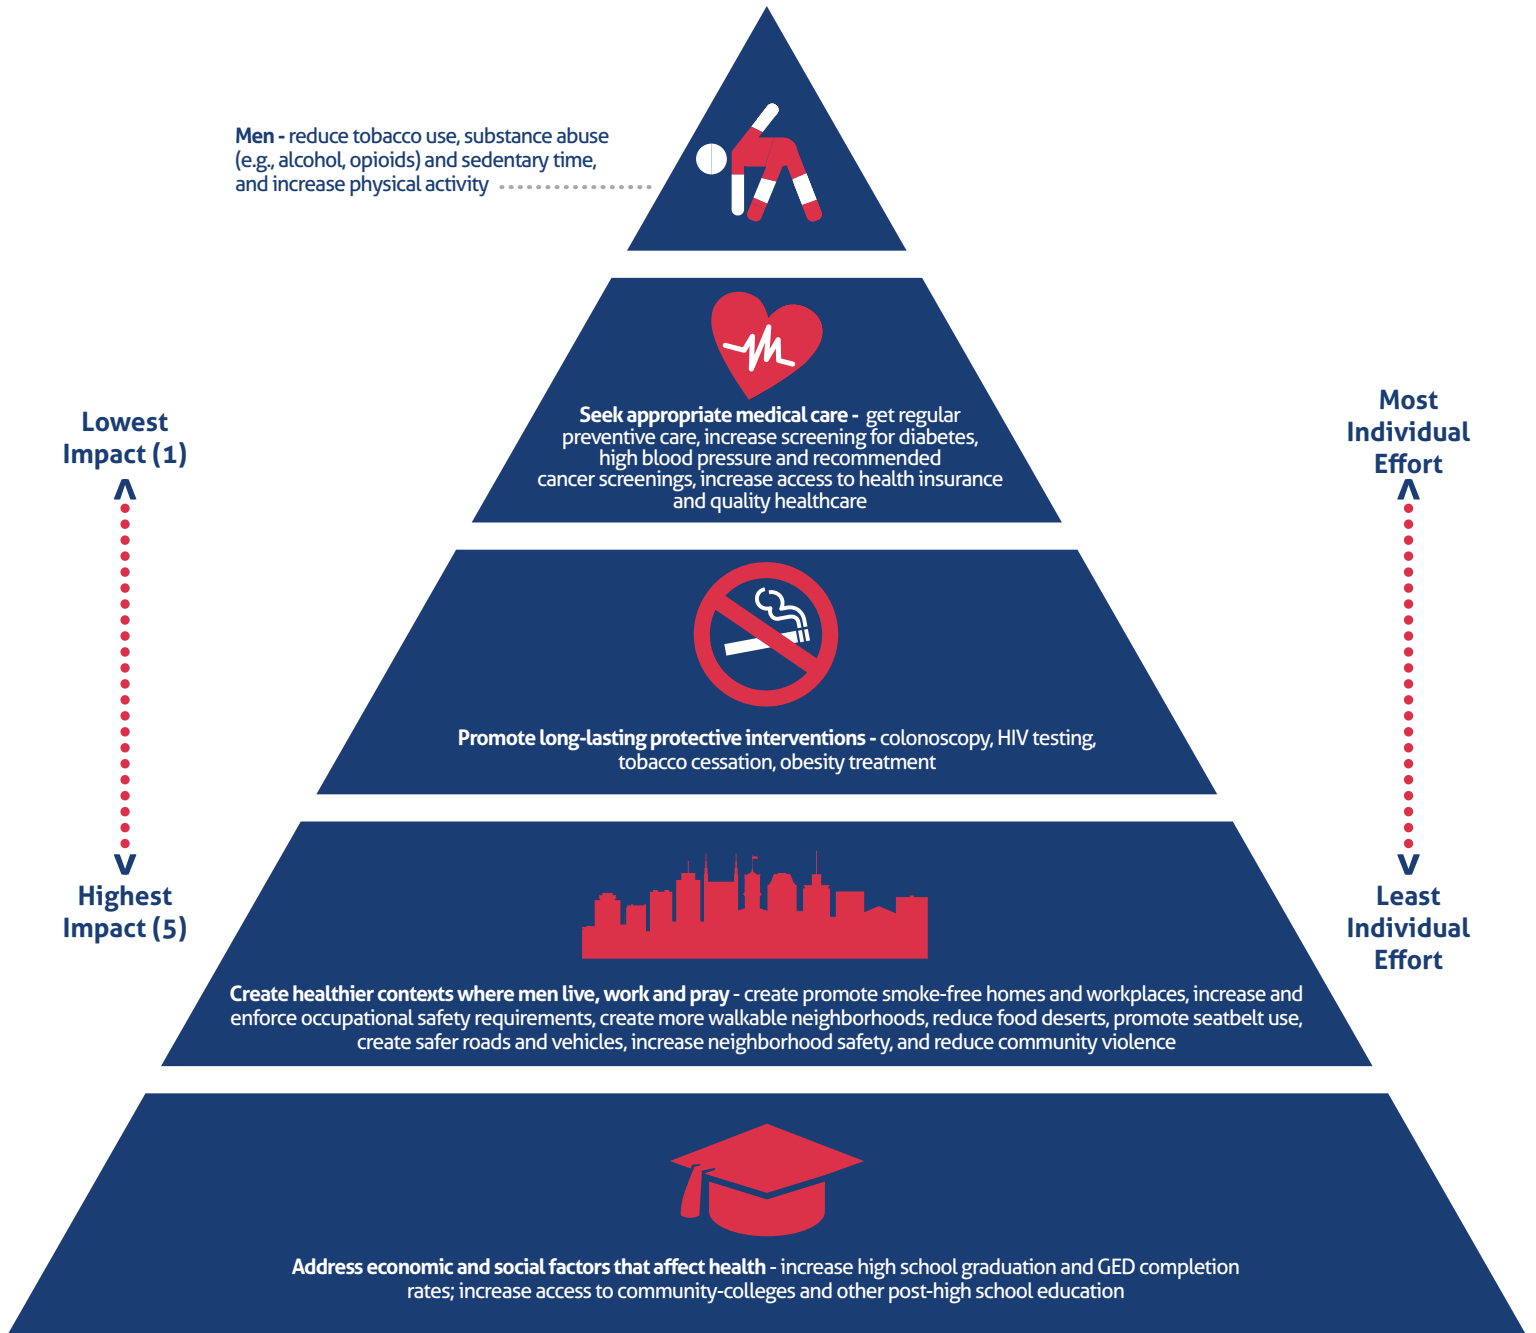 Men - reduce tobacco use, substance abuse
(e.g., alcohol, opioids) and sedentary time,
and increase physical activity
Lowest
Impact (1)
Highest
Impact (5)
Most
Individual
Effort
Least
Individual
Effort
Seek appropriate medical care - get regular
preventive care, increase screening for diabetes,
high blood pressure and recommended
cancer screenings, increase access to health insurance
and quality healthcare
Promote long-lasting protective interventions - colonoscopy, HIV testing,
tobacco cessation, obesity treatment
Create healthier contexts where men live, work and pray - create promote smoke-free homes and workplaces, increase and
enforce occupational safety requirements, create more walkable neighborhoods, reduce food deserts, promote seatbelt use,
create safer roads and vehicles, increase neighborhood safety, and reduce community violence
Address economic and social factors that affect health - increase high school graduation and GED completion
rates; increase access to community-colleges and other post-high school education